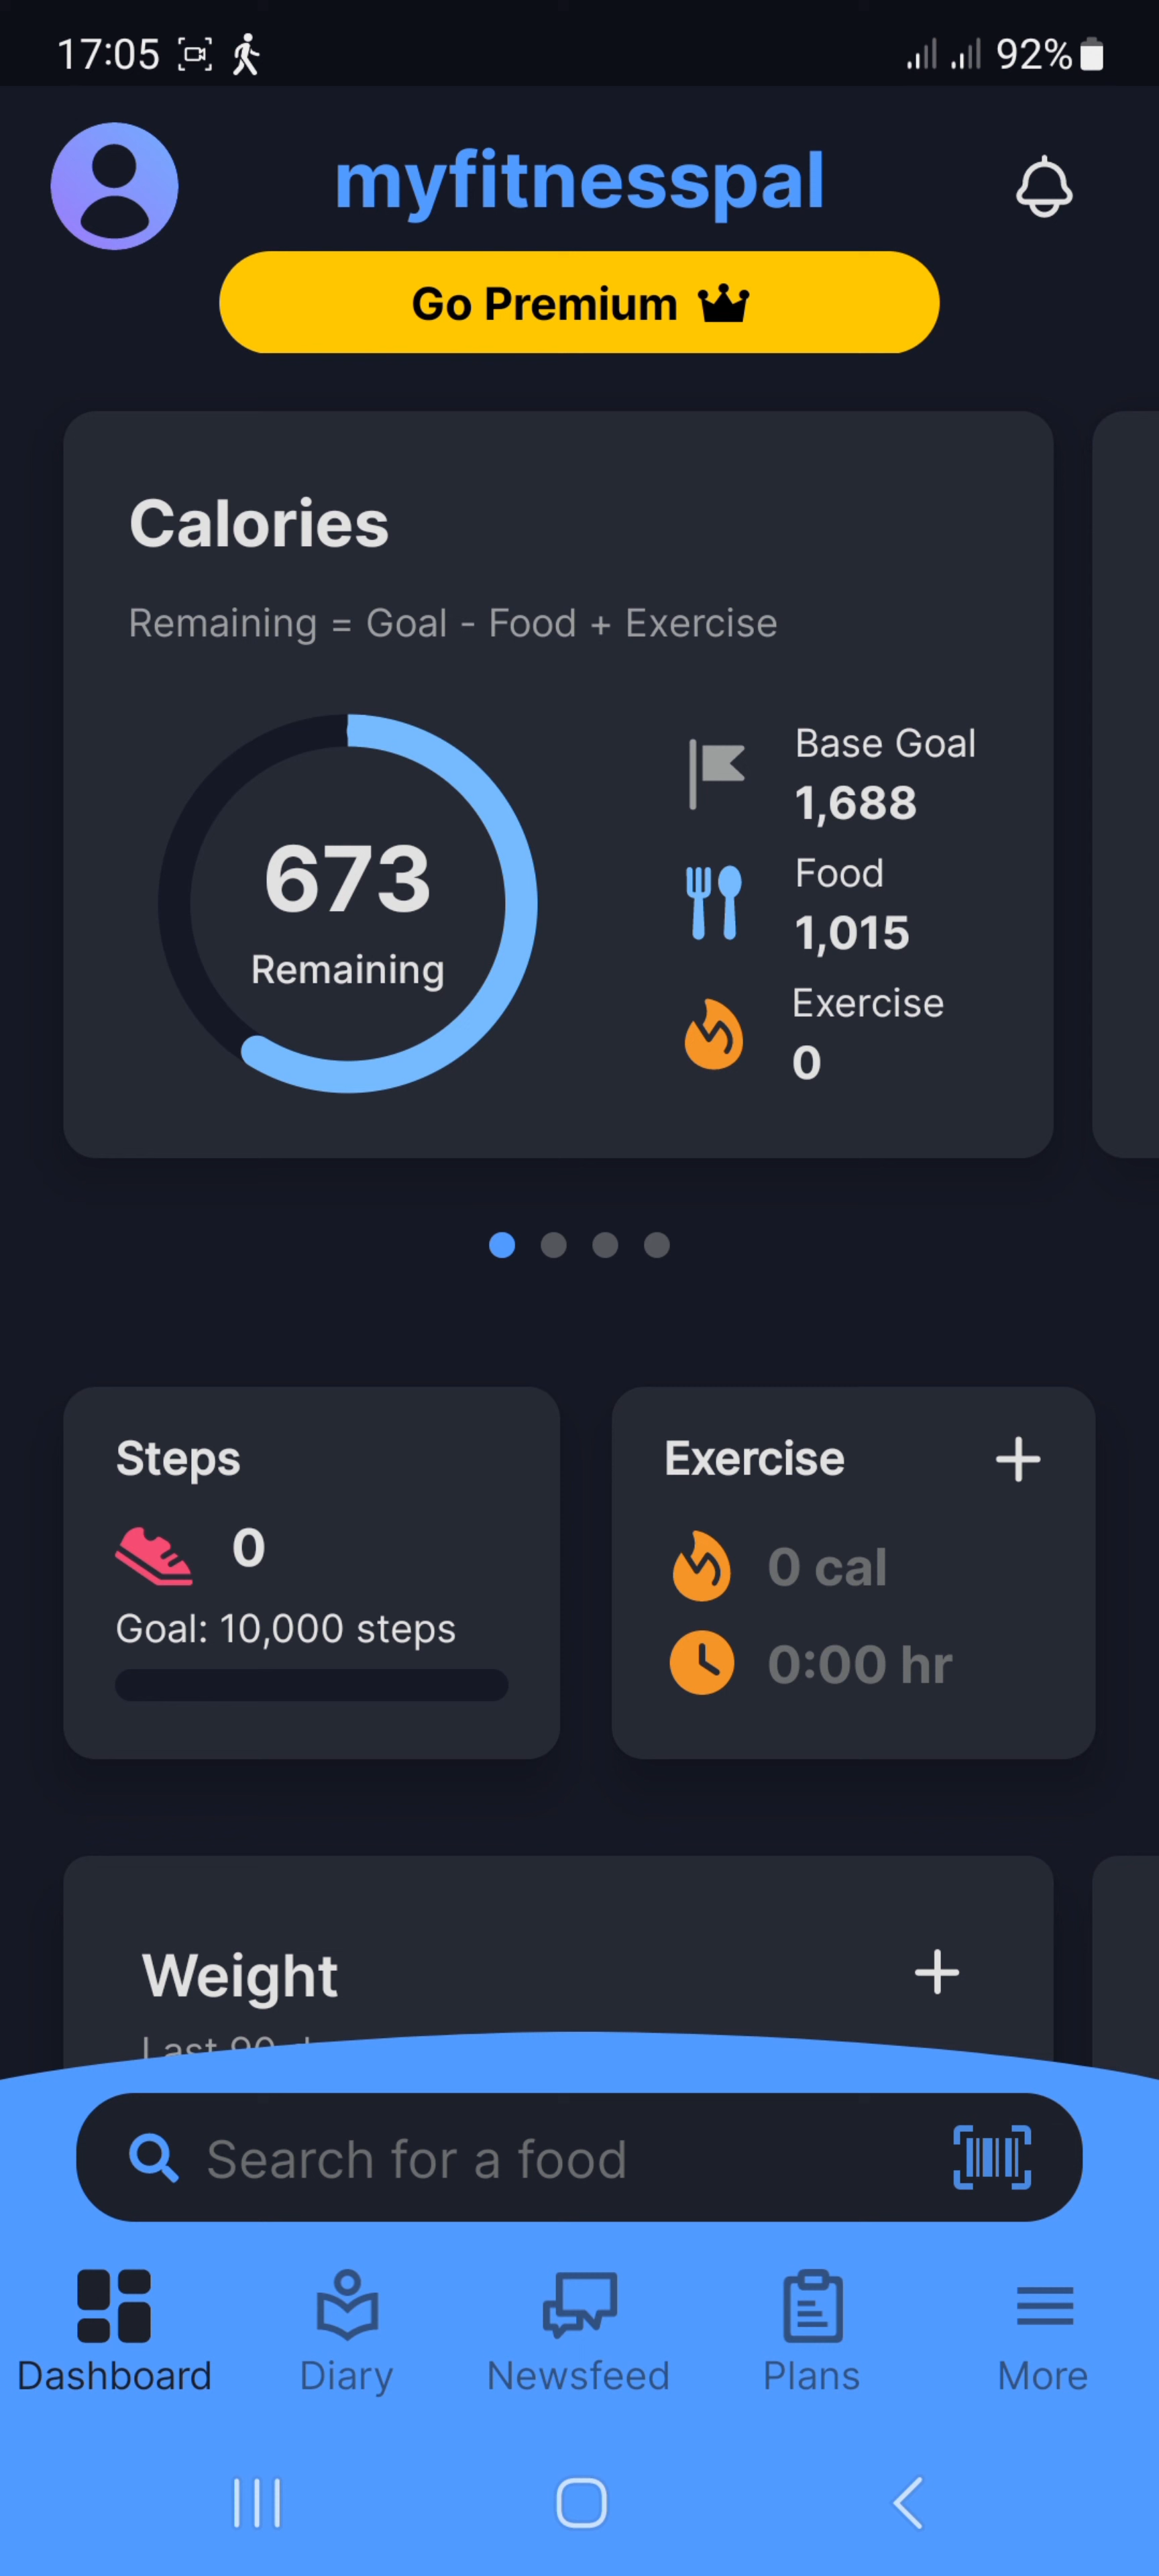 17:05
92%
myfitnesspal
Go Premium
Calories
Remaining = Goal - Food + Exercise
673
Remaining
Base Goal
1,688
Food
1,015
Exercise
0
Steps
0
Goal: 10,000 steps
Exercise
0 cal
0:00 hr
Weight
Last 90
Search for a food
Dashboard
Diary
Newsfeed
Plans
More